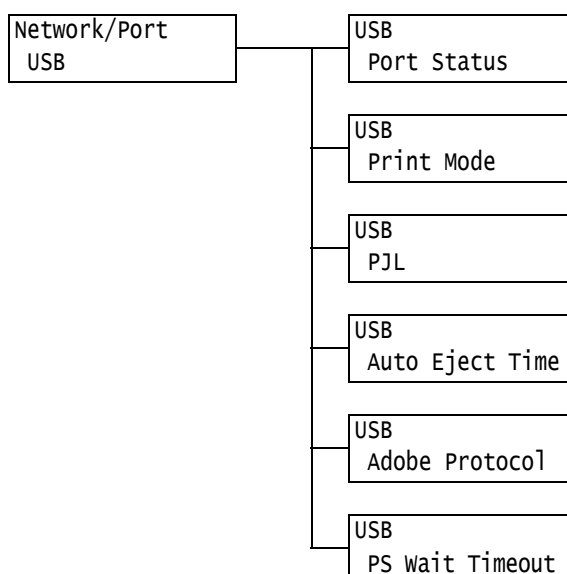 Network/Port
USB
USB
Port Status
USB
Print Mode
USB
PJL
USB
Auto Eject Time
USB
Adobe Protocol
USB
PS Wait Timeout